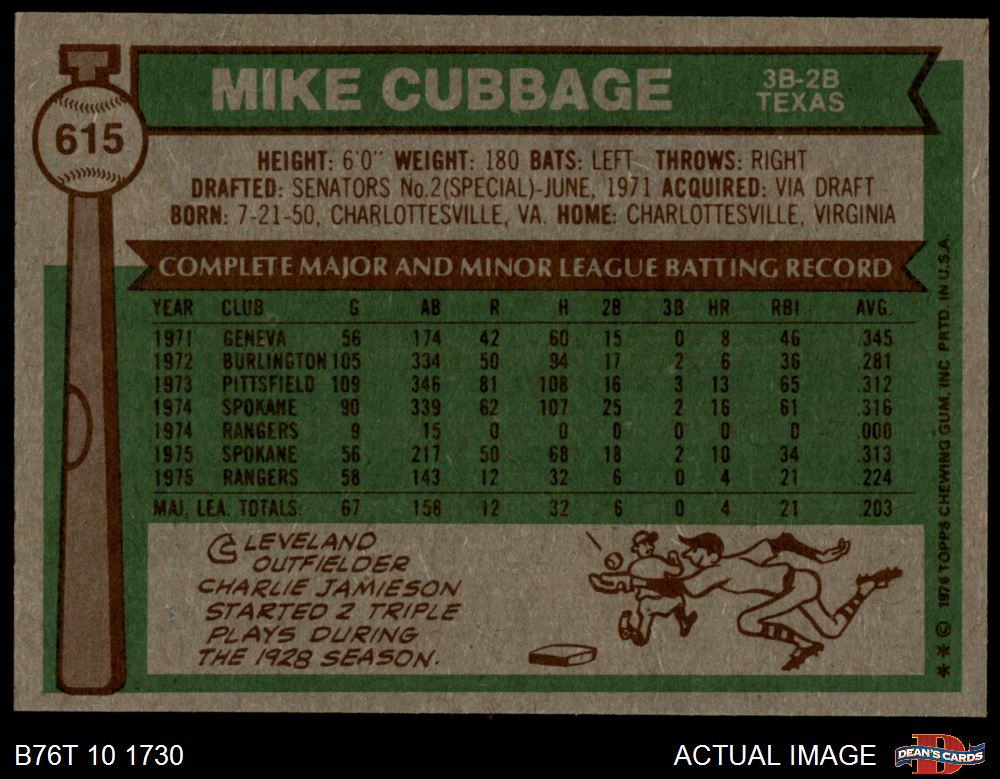 MIKE CUBBAGE
3B-2B
TEXAS
615
HEIGHT: 6'0" WEIGHT: 180 BATS: LEFT THROWS: RIGHT
DRAFTED: SENATORS No.2(SPECIAL)-JUNE, 1971 ACQUIRED: VIA DRAFT
BORN: 7-21-50, CHARLOTTESVILLE, VA. HOME: CHARLOTTESVILLE, VIRGINIA
COMPLETE MAJOR AND MINOR LEAGUE BATTING RECORD
YEAR CLUB G AB R H 2B 3B HR RBI AVG.
1971 GENEVA 56 174 42 60 15 0 8 46 .345
1972 BURLINGTON 105 334 50 94 17 2 6 36 .281
1973 PITTSFIELD 109 346 81 108 16 3 13 65 .312
1974 SPOKANE 90 339 62 107 25 2 16 61 .316
1974 RANGERS 9 15 0 0 0 0 0 0 .000
1975 SPOKANE 56 217 50 68 18 2 10 34 .313
1975 RANGERS 58 143 12 32 6 0 4 21 .224
MAJ. LEA. TOTALS: 67 158 12 32 6 0 4 21 .203
CLEVELAND
OUTFIELDER
CHARLIE JAMIESON
STARTED 2 TRIPLE
PLAYS DURING
THE 1928 SEASON.
** © 1976 TOPPS CHEWING GUM, INC PRTD. IN U.S.A.
B76T 10 1730
ACTUAL IMAGE
DEAN'S CARDS